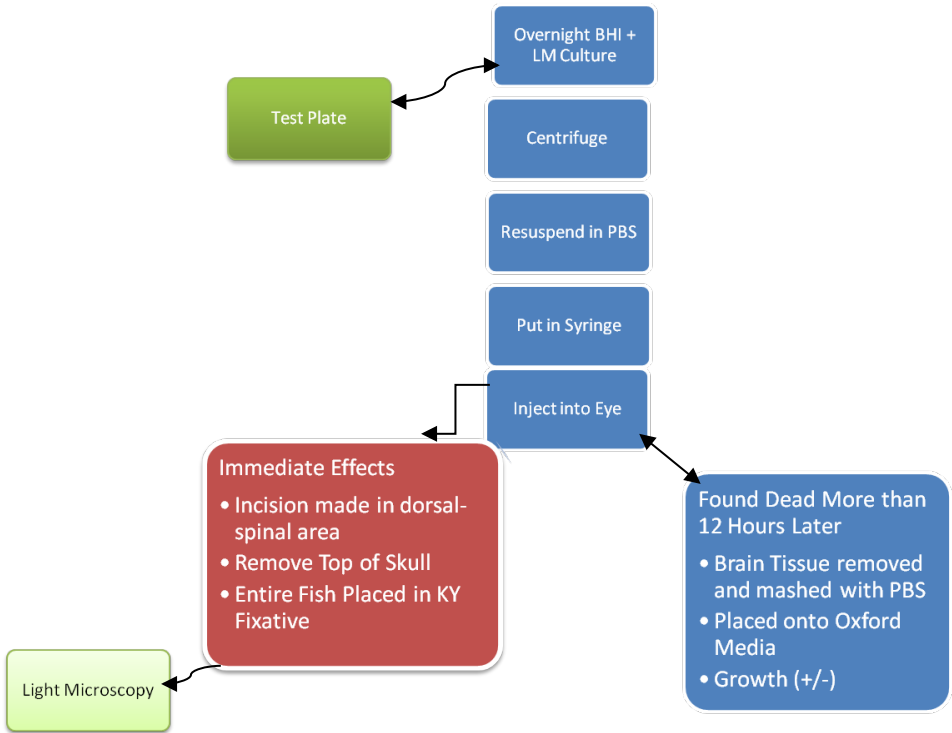 Overnight BHI +
LM Culture
Test Plate
Centrifuge
Resuspend in PBS
Put in Syringe
Inject into Eye
Immediate Effects
• Incision made in dorsal-
spinal area
• Remove Top of Skull
• Entire Fish Placed in KY
Fixative
Found Dead More than
12 Hours Later
• Brain Tissue removed
and mashed with PBS
• Placed onto Oxford
Media
• Growth (+/-)
Light Microscopy